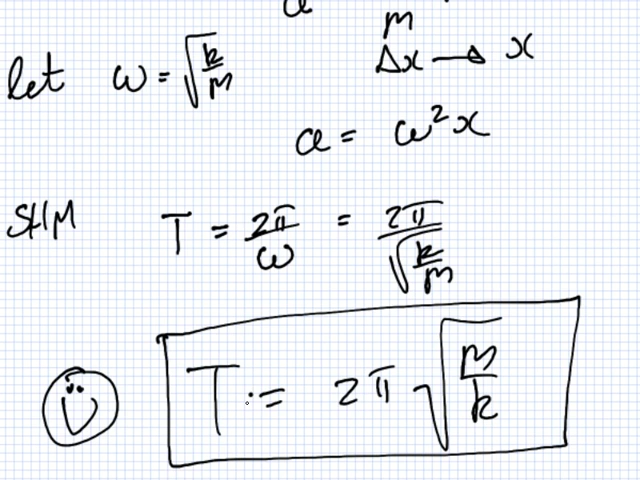 m
let ω = √(k/m) Δx → x
a = ω²x
SHM T = 2π/ω = 2π/√(k/m)
T = 2π √(m/k)